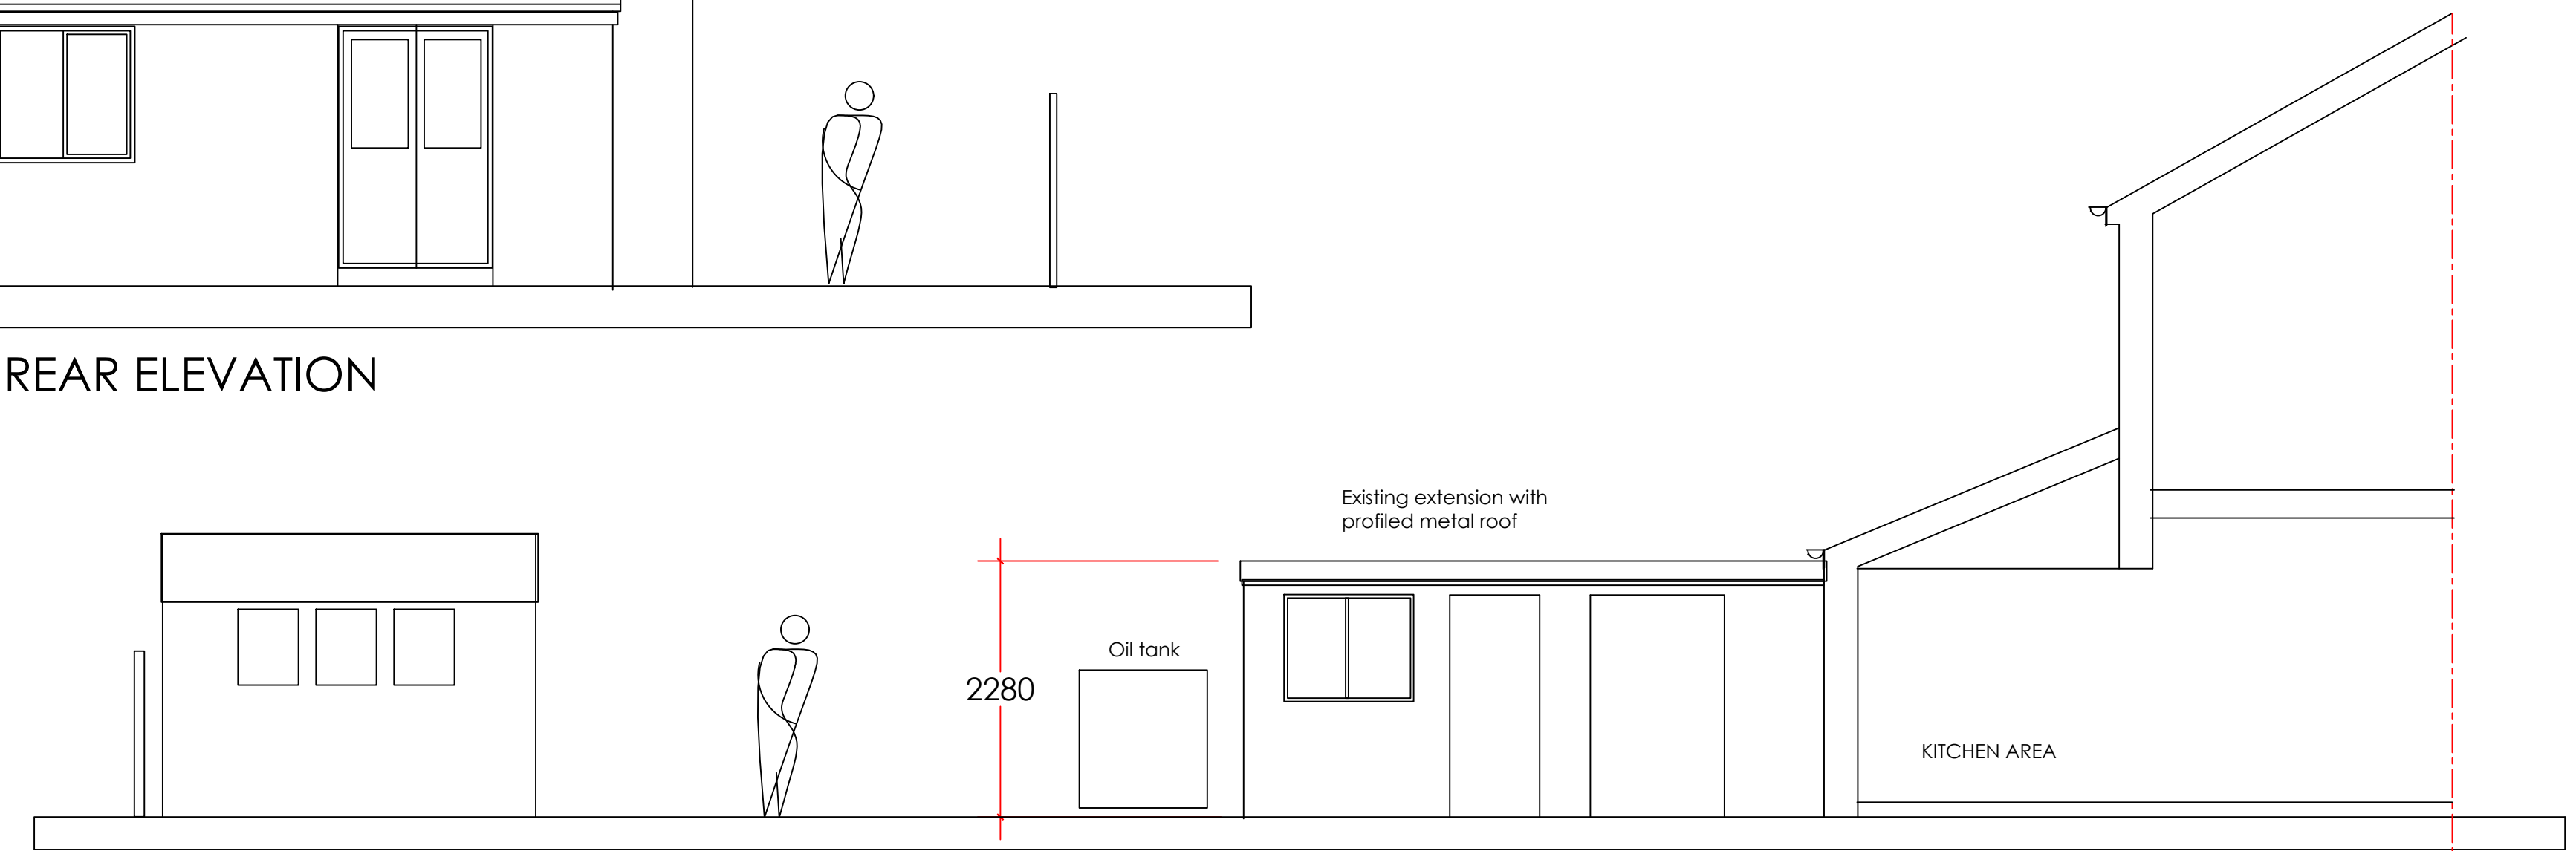 REAR ELEVATION
Existing extension with
profiled metal roof
Oil tank
2280
KITCHEN AREA